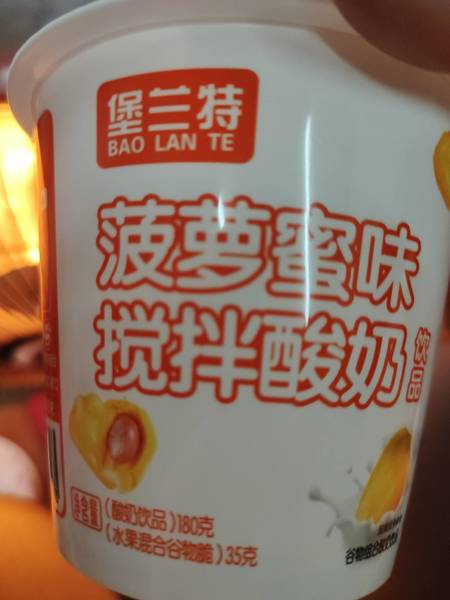 堡兰特
BAO LAN TE
菠萝蜜味
搅拌酸奶
饮品
净含量
(酸奶饮品)180克
(水果混合谷物脆)35克